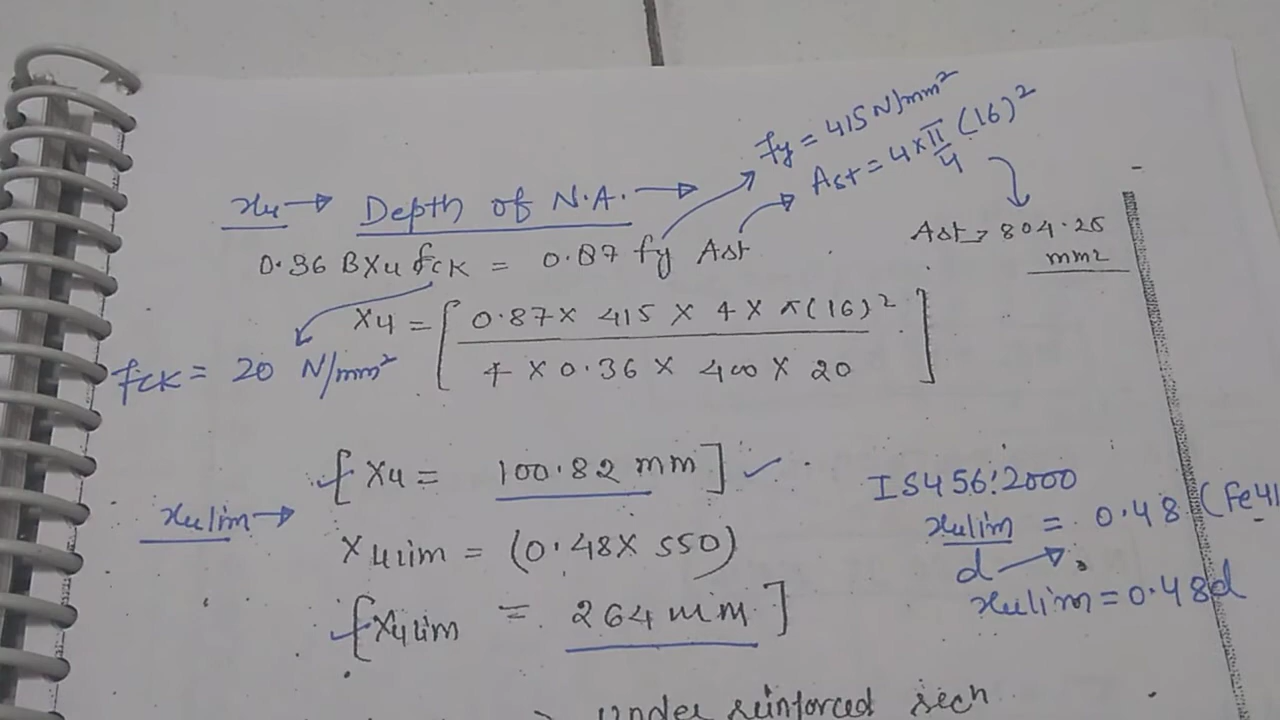 fy = 415 N/mm²
Ast = 4 × π/4 (16)²
xu → Depth of N.A. →
Ast → 804.25 mm2
0.36 B Xu fck = 0.87 fy Ast
Xu = [ 0.87 × 415 × 4 × π(16)² / 4 × 0.36 × 400 × 20 ]
fck = 20 N/mm²
[ Xu = 100.82 mm ] ✓
IS456:2000
xulim →
xulim / d = 0.48 (Fe41
Xulim = (0.48 × 550)
xulim = 0.48d
[ Xulim = 264 mm ]
→ Under reinforced secn